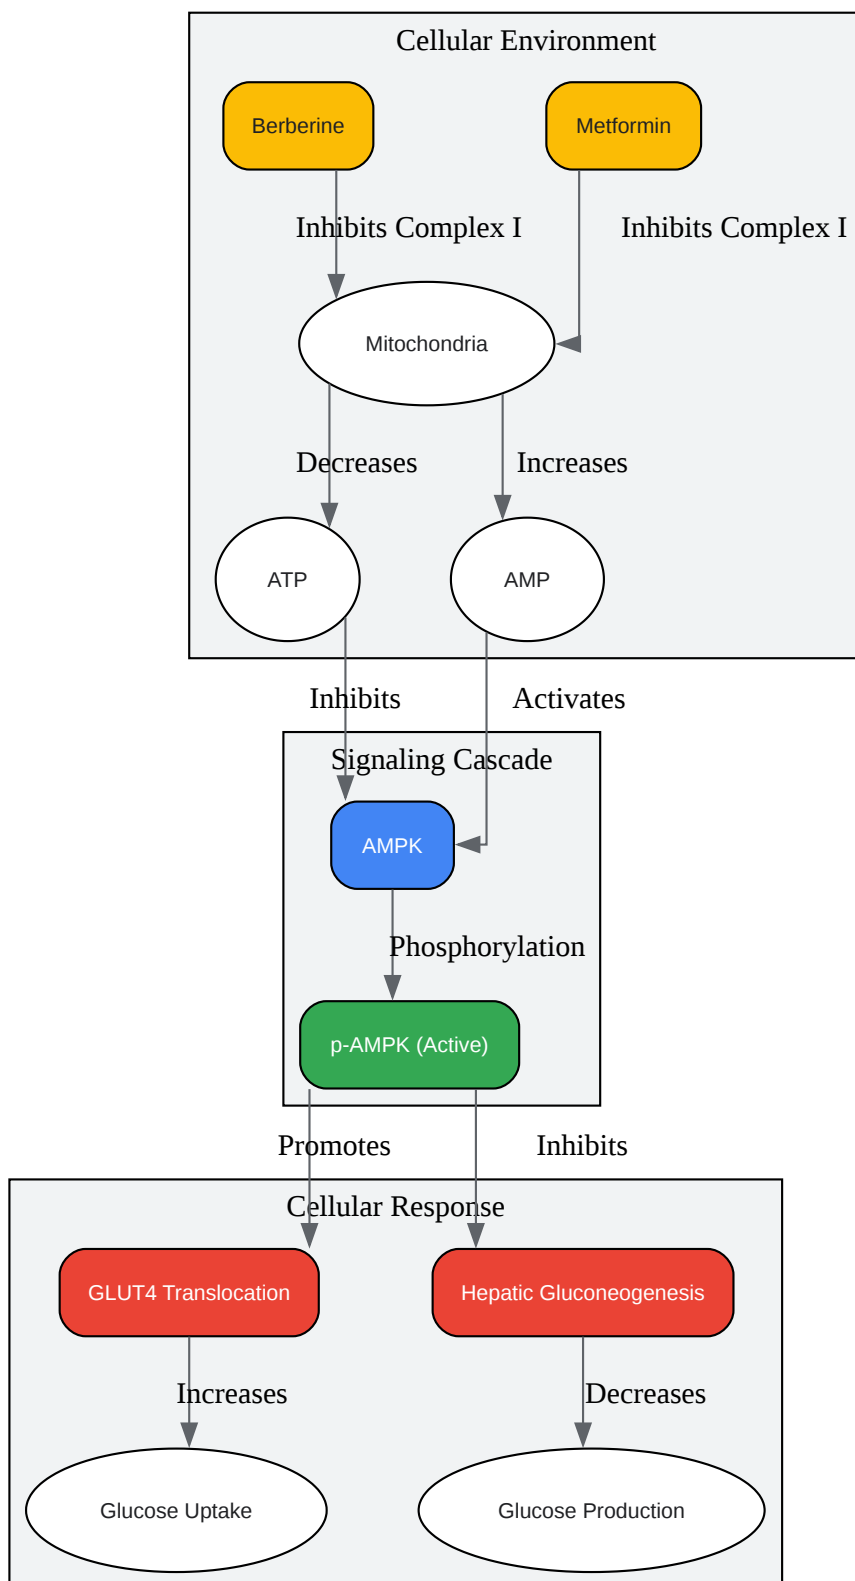 Cellular Environment
Berberine
Metformin
Inhibits Complex I
Inhibits Complex I
Mitochondria
Decreases
Increases
ATP
AMP
Inhibits
Activates
Signaling Cascade
AMPK
Phosphorylation
p-AMPK (Active)
Promotes
Inhibits
Cellular Response
GLUT4 Translocation
Hepatic Gluconeogenesis
Increases
Decreases
Glucose Uptake
Glucose Production